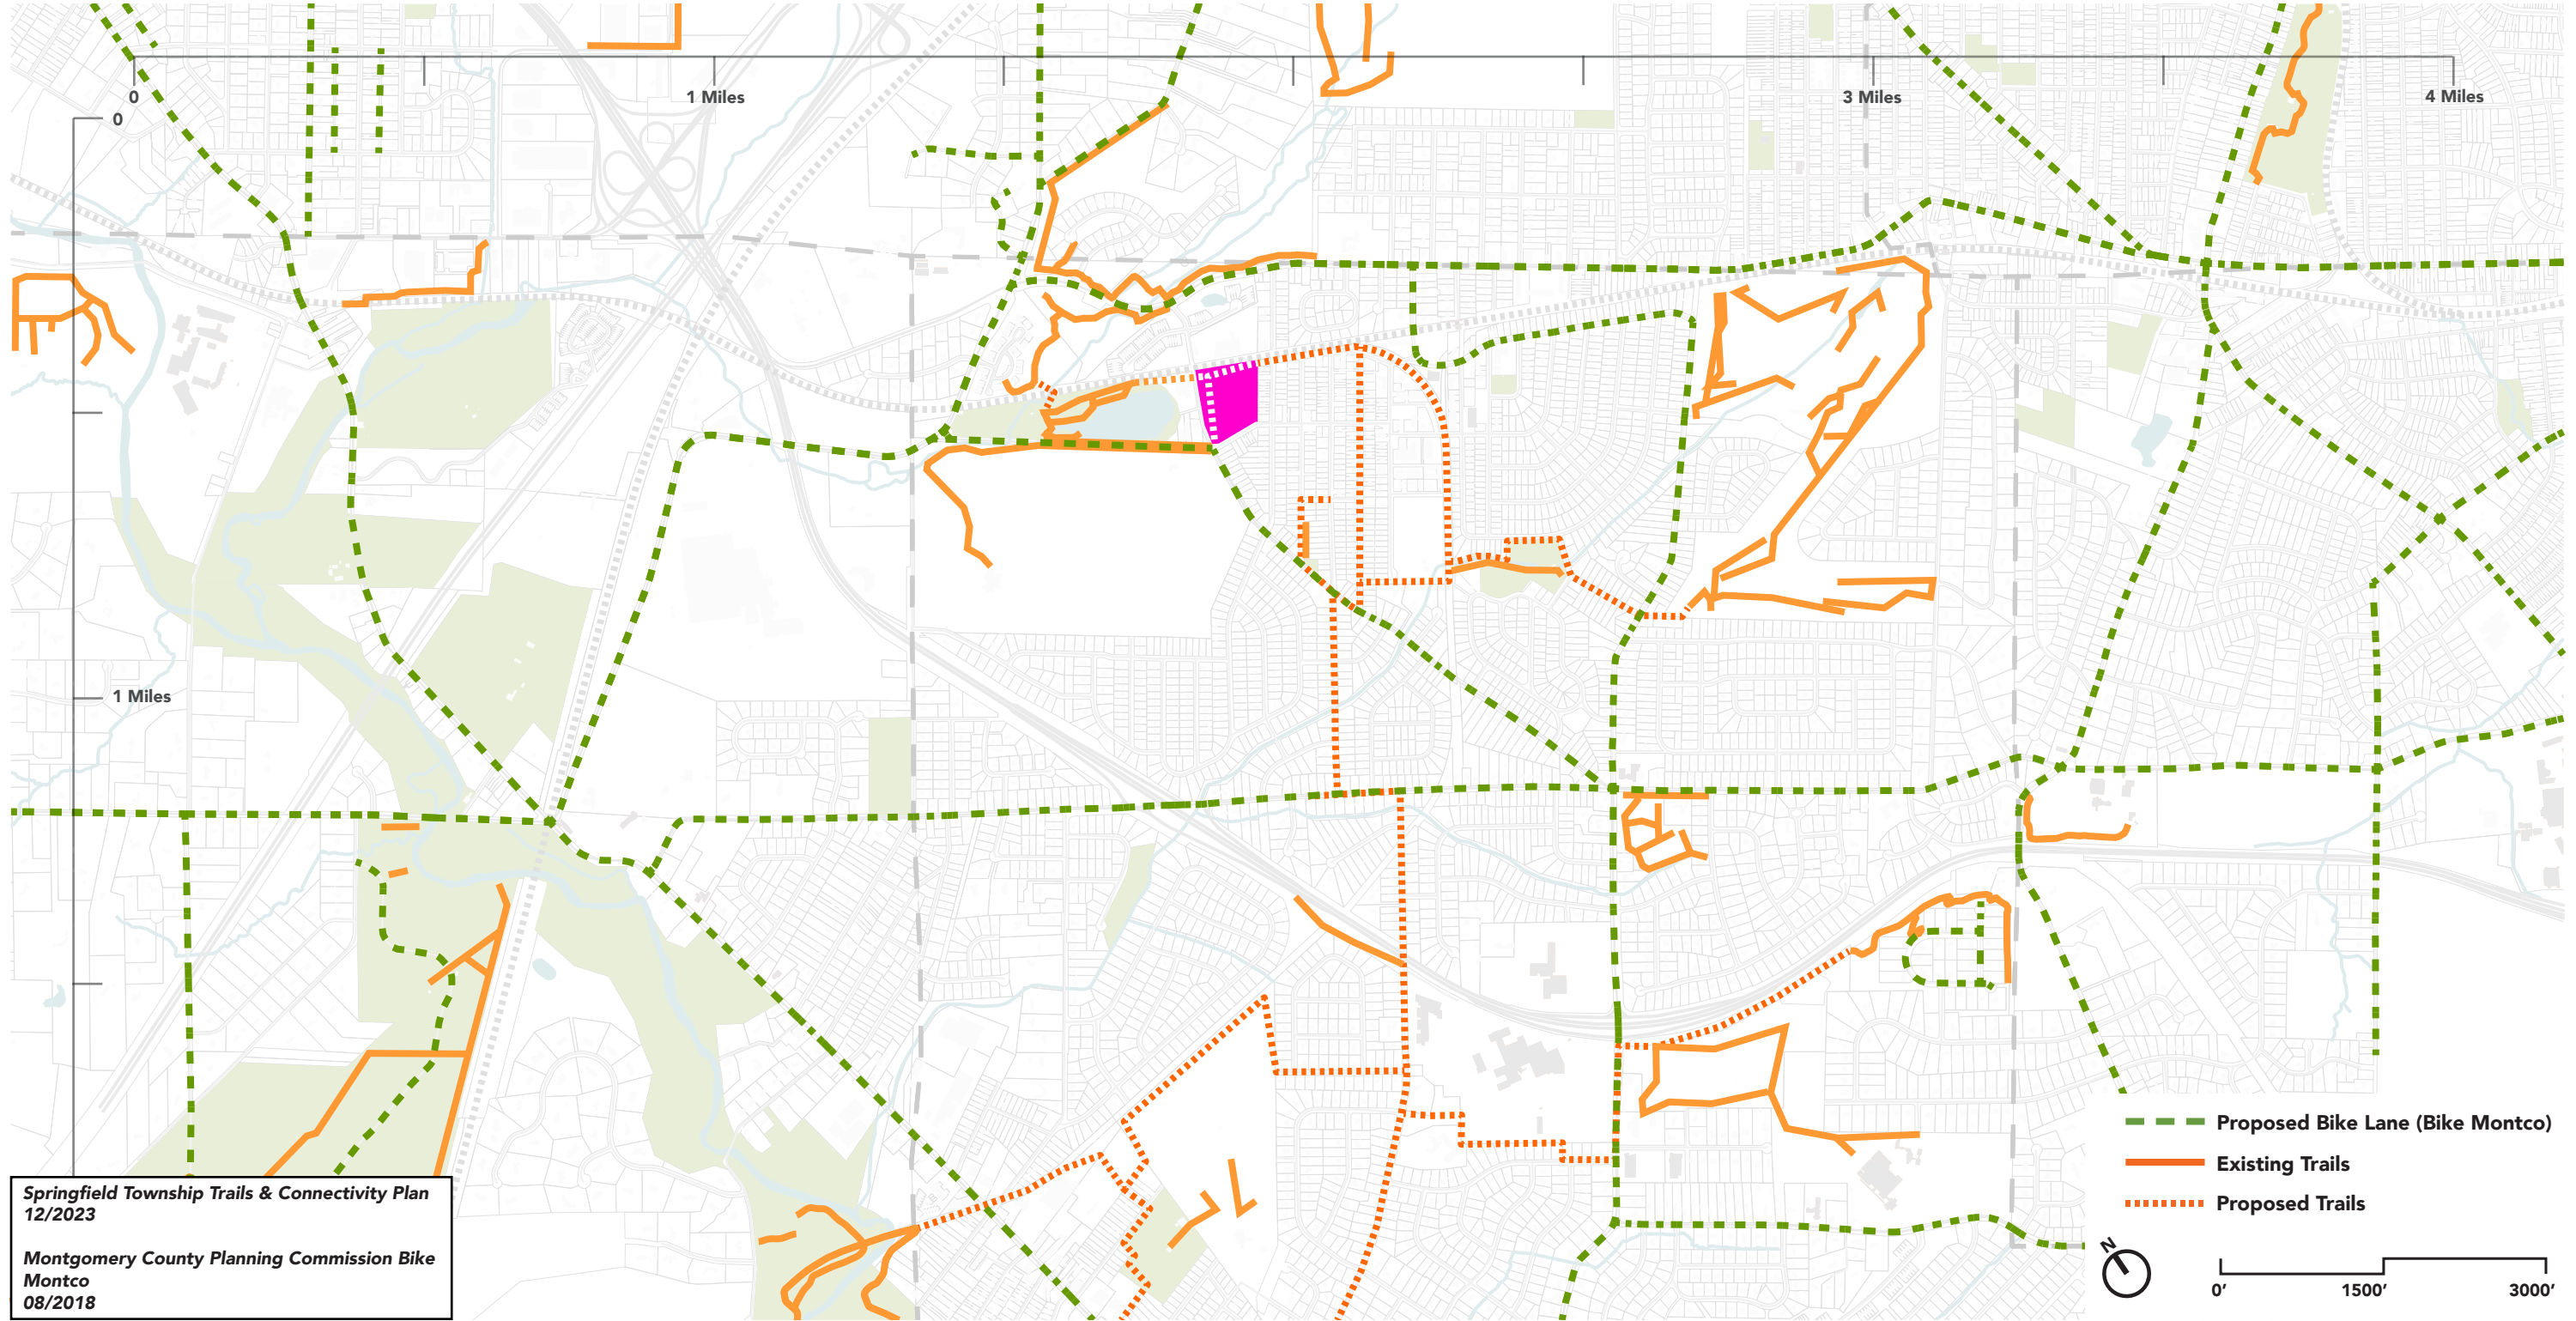 0
1 Miles
3 Miles
4 Miles
0
1 Miles
Proposed Bike Lane (Bike Montco)
Existing Trails
Proposed Trails
Springfield Township Trails & Connectivity Plan
12/2023
Montgomery County Planning Commission Bike
Montco
08/2018
N
0’
1500’
3000’